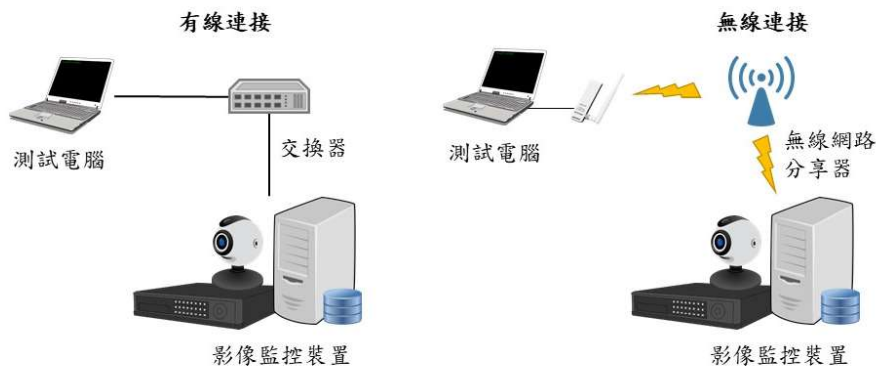 有線連接
測試電腦
交換器
影像監控裝置
無線連接
測試電腦
無線網路
分享器
影像監控裝置